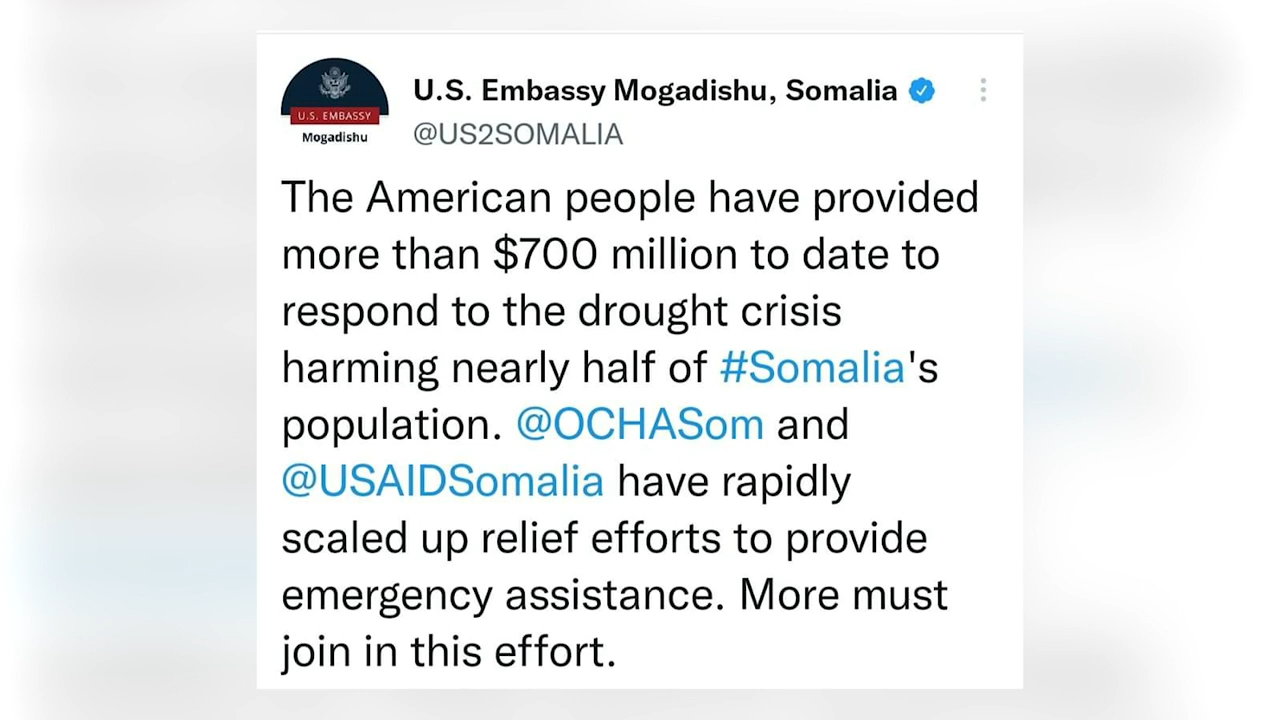 U.S. EMBASSY
Mogadishu
U.S. Embassy Mogadishu, Somalia
@US2SOMALIA
The American people have provided
more than $700 million to date to
respond to the drought crisis
harming nearly half of #Somalia's
population. @OCHASom and
@USAIDSomalia have rapidly
scaled up relief efforts to provide
emergency assistance. More must
join in this effort.